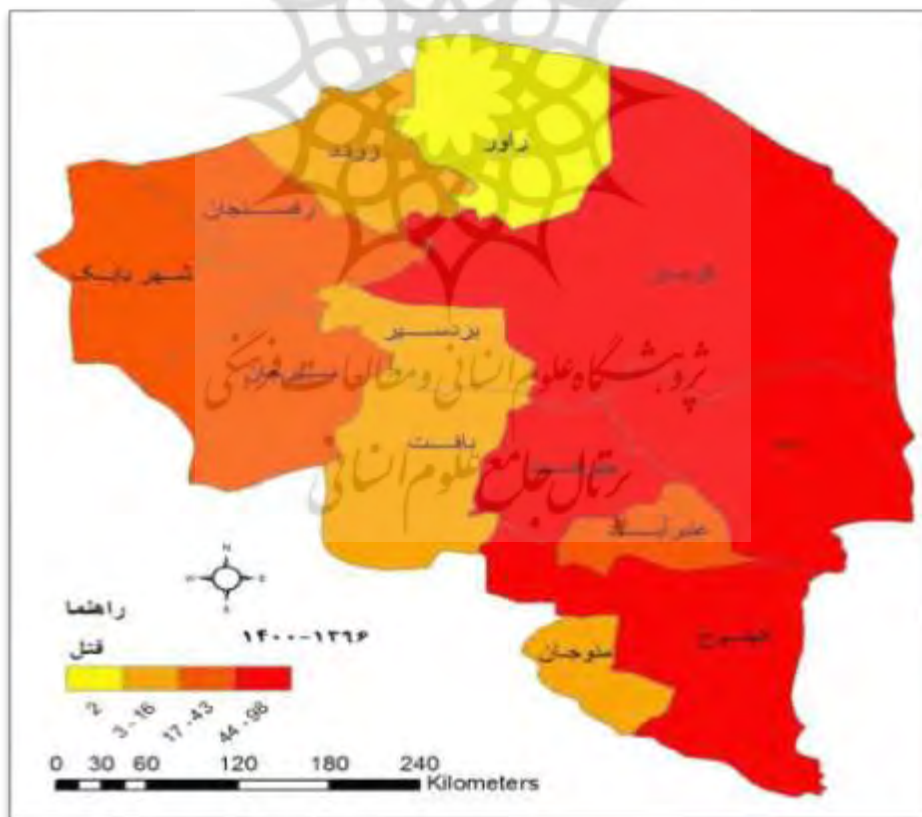 راور
زرند
رفسنجان
شهر بابک
کرمان
بردسیر
پژوهشگاه علوم انسانی و مطالعات فرهنگی
بافت
پرتال جامع علوم انسانی
عنبرآباد
کهنوج
منوجان
N
راهنما
۱۴۰۰-۱۳۹۶
قتل
2
3 - 16
17 - 43
44 - 98
0 30 60 120 180 240
Kilometers